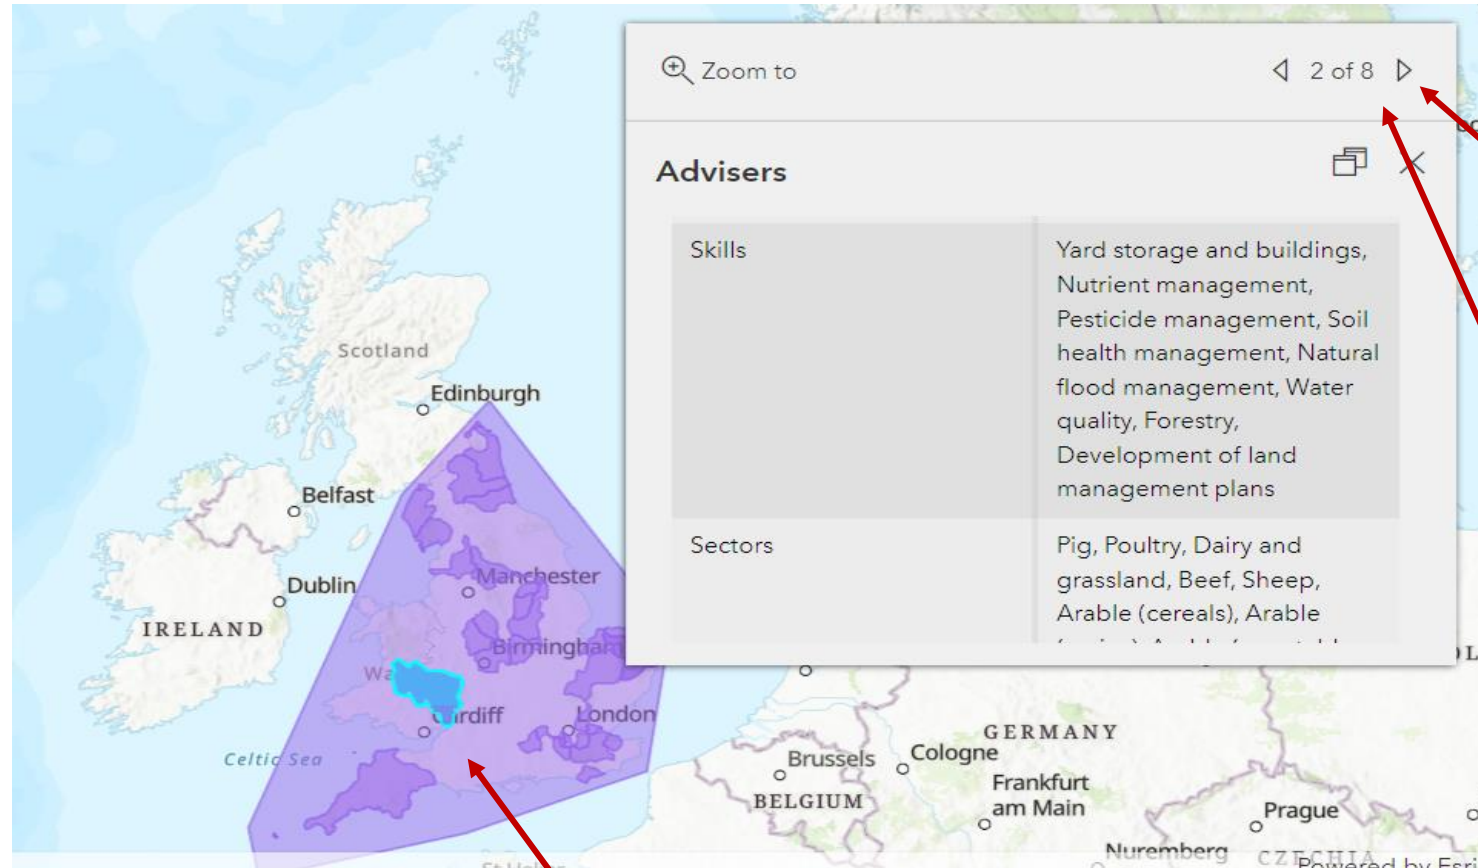 Zoom to
2 of 8
Advisers
Skills
Yard storage and buildings,
Nutrient management,
Pesticide management, Soil
health management, Natural
flood management, Water
quality, Forestry,
Development of land
management plans
Sectors
Pig, Poultry, Dairy and
grassland, Beef, Sheep,
Arable (cereals), Arable
Scotland
Edinburgh
Belfast
Dublin
Manchester
IRELAND
Birmingham
Cardiff
London
Celtic Sea
GERMANY
Brussels
Cologne
BELGIUM
Frankfurt
am Main
Prague
Nuremberg
Powered by Esri